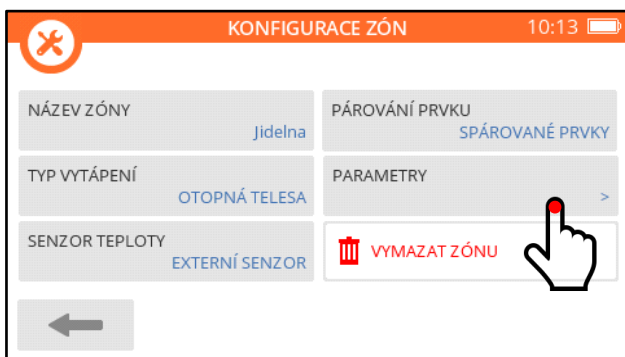 KONFIGURACE ZÓN 10:13
NÁZEV ZÓNY
Jidelna
PÁROVÁNÍ PRVKU
SPÁROVANÉ PRVKY
TYP VYTÁPENÍ
OTOPNÁ TELESA
PARAMETRY
>
SENZOR TEPLOTY
EXTERNÍ SENZOR
VYMAZAT ZÓNU